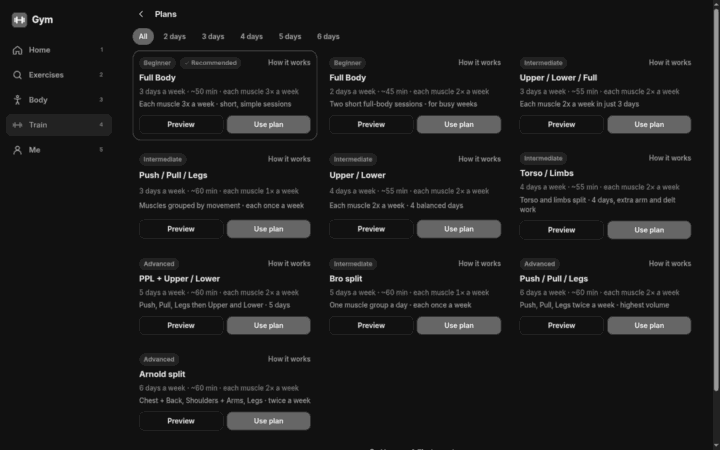 Gym
Home 1
Exercises 2
Body 3
Train 4
Me 5
Plans
All 2 days 3 days 4 days 5 days 6 days
Beginner ✓ Recommended How it works
Full Body
3 days a week · ~50 min · each muscle 3× a week
Each muscle 3x a week · short, simple sessions
Preview Use plan
Beginner How it works
Full Body
2 days a week · ~45 min · each muscle 2× a week
Two short full-body sessions · for busy weeks
Preview Use plan
Intermediate How it works
Upper / Lower / Full
3 days a week · ~55 min · each muscle 2× a week
Each muscle 2x a week in just 3 days
Preview Use plan
Intermediate How it works
Push / Pull / Legs
3 days a week · ~60 min · each muscle 1× a week
Muscles grouped by movement · each once a week
Preview Use plan
Intermediate How it works
Upper / Lower
4 days a week · ~55 min · each muscle 2× a week
Each muscle 2x a week · 4 balanced days
Preview Use plan
Intermediate How it works
Torso / Limbs
4 days a week · ~55 min · each muscle 2× a week
Torso and limbs split · 4 days, extra arm and delt
work
Preview Use plan
Advanced How it works
PPL + Upper / Lower
5 days a week · ~60 min · each muscle 2× a week
Push, Pull, Legs then Upper and Lower · 5 days
Preview Use plan
Intermediate How it works
Bro split
5 days a week · ~60 min · each muscle 1× a week
One muscle group a day · each once a week
Preview Use plan
Advanced How it works
Push / Pull / Legs
6 days a week · ~60 min · each muscle 2× a week
Push, Pull, Legs twice a week · highest volume
Preview Use plan
Advanced How it works
Arnold split
6 days a week · ~60 min · each muscle 2× a week
Chest + Back, Shoulders + Arms, Legs · twice a week
Preview Use plan